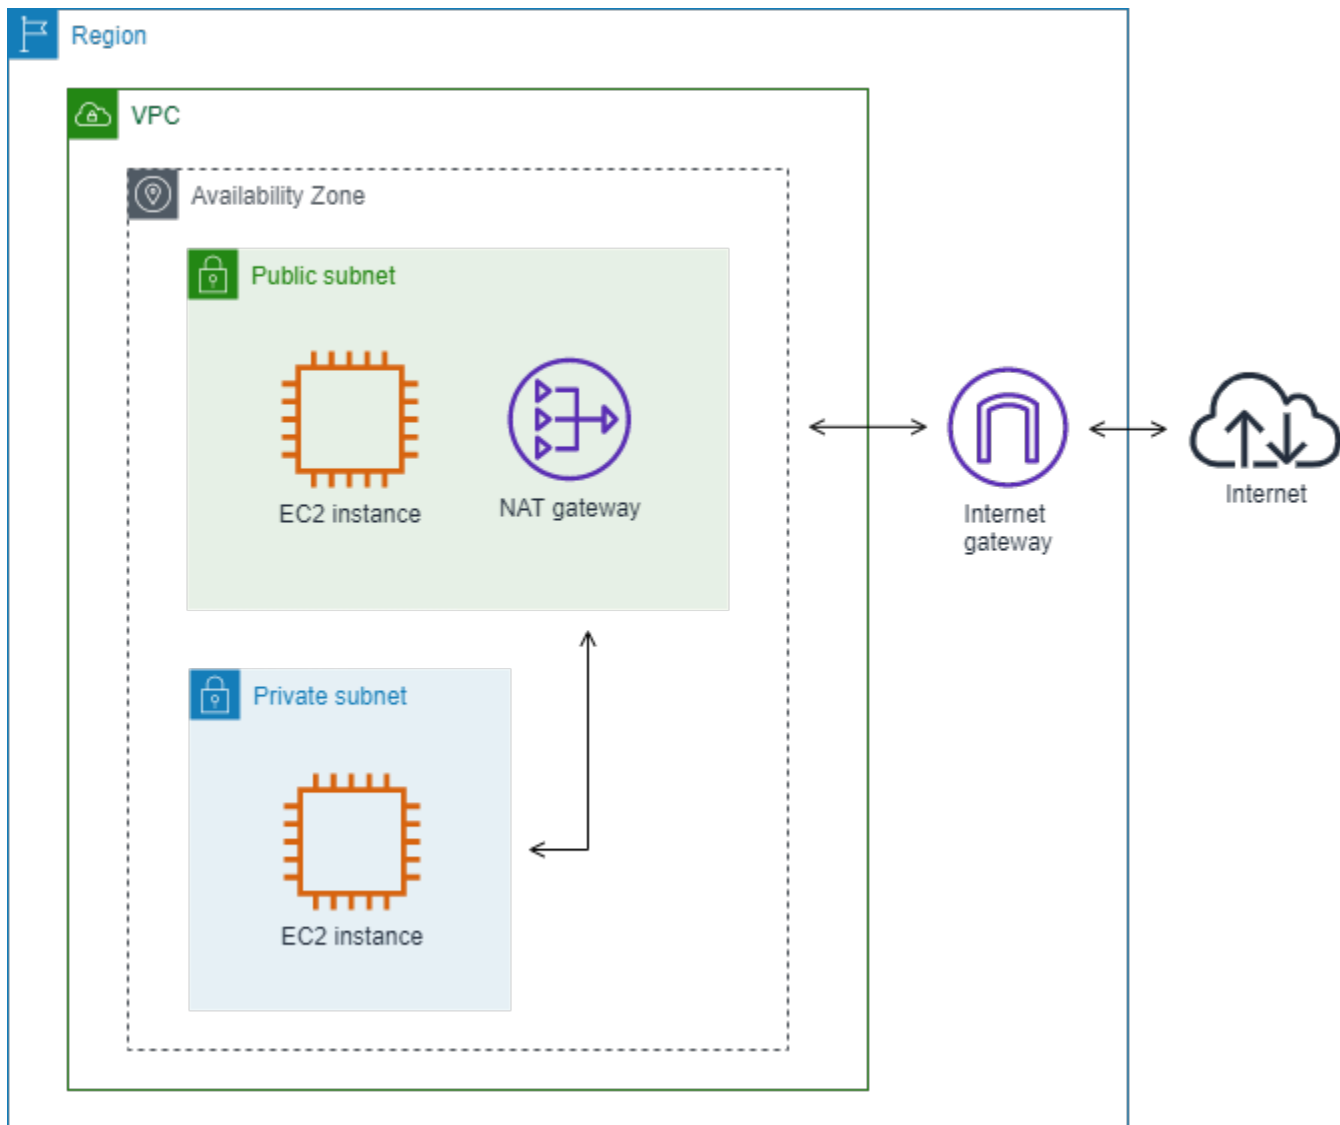 Region
VPC
Availability Zone
Public subnet
EC2 instance
NAT gateway
Internet
gateway
Internet
Private subnet
EC2 instance